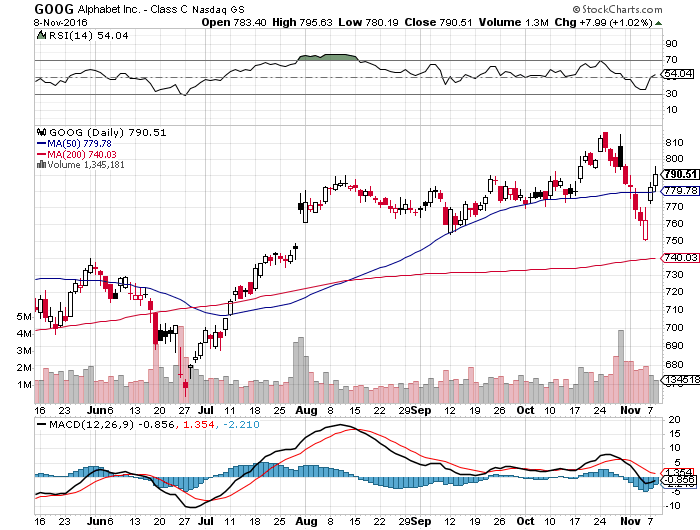 GOOG Alphabet Inc. - Class C Nasdaq GS © StockCharts.com
8-Nov-2016 Open 783.40 High 795.63 Low 780.19 Close 790.51 Volume 1.3M Chg +7.99 (+1.02%)
RSI(14) 54.04
90
70
54.04
30
10
GOOG (Daily) 790.51
MA(50) 779.78
MA(200) 740.03
Volume 1,345,181
810
800
790.51
779.78
770
760
750
740.03
730
720
710
700
690
680
5M
4M
3M
2M
1M
134518
16 23 Jun 6 13 20 27 Jul 11 18 25 Aug 8 15 22 29 Sep 12 19 26 Oct 10 17 24 Nov 7
MACD(12,26,9) -0.856, 1.354, -2.210
20
15
10
5
1.354
-0.856
-5
-10
16 23 Jun 6 13 20 27 Jul 11 18 25 Aug 8 15 22 29 Sep 12 19 26 Oct 10 17 24 Nov 7